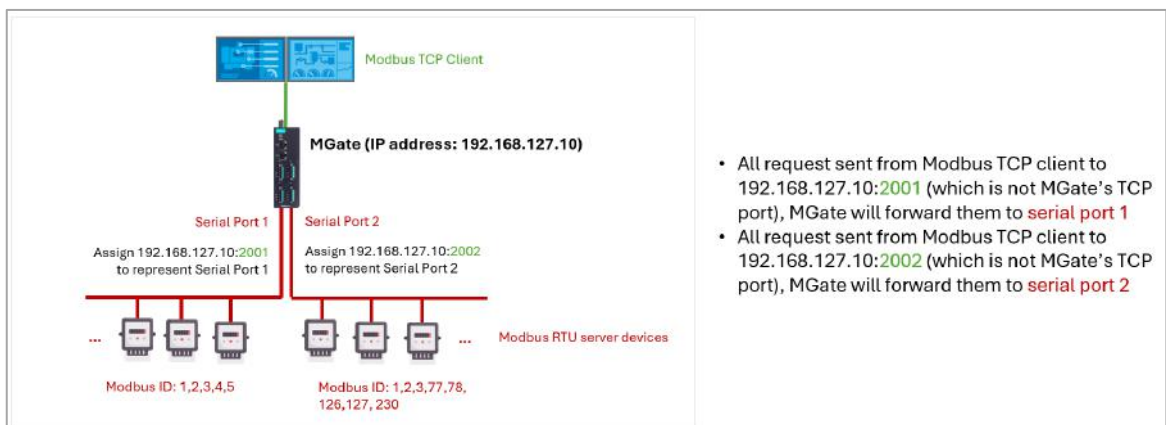 Modbus TCP Client
MGate (IP address: 192.168.127.10)
Serial Port 1
Serial Port 2
Assign 192.168.127.10:2001
to represent Serial Port 1
Assign 192.168.127.10:2002
to represent Serial Port 2
...
...
Modbus RTU server devices
Modbus ID: 1,2,3,4,5
Modbus ID: 1,2,3,77,78,
126,127, 230
• All request sent from Modbus TCP client to
192.168.127.10:2001 (which is not MGate's TCP
port), MGate will forward them to serial port 1
• All request sent from Modbus TCP client to
192.168.127.10:2002 (which is not MGate's TCP
port), MGate will forward them to serial port 2